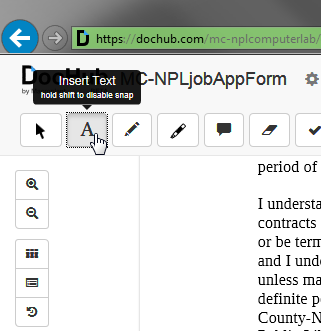 https://dochub.com/mc-nplcomputerlab/
MC-NPLjobAppForm
Insert Text
hold shift to disable snap
A
period of
I understa
contracts
or be term
and I unde
unless ma
definite p
County-N